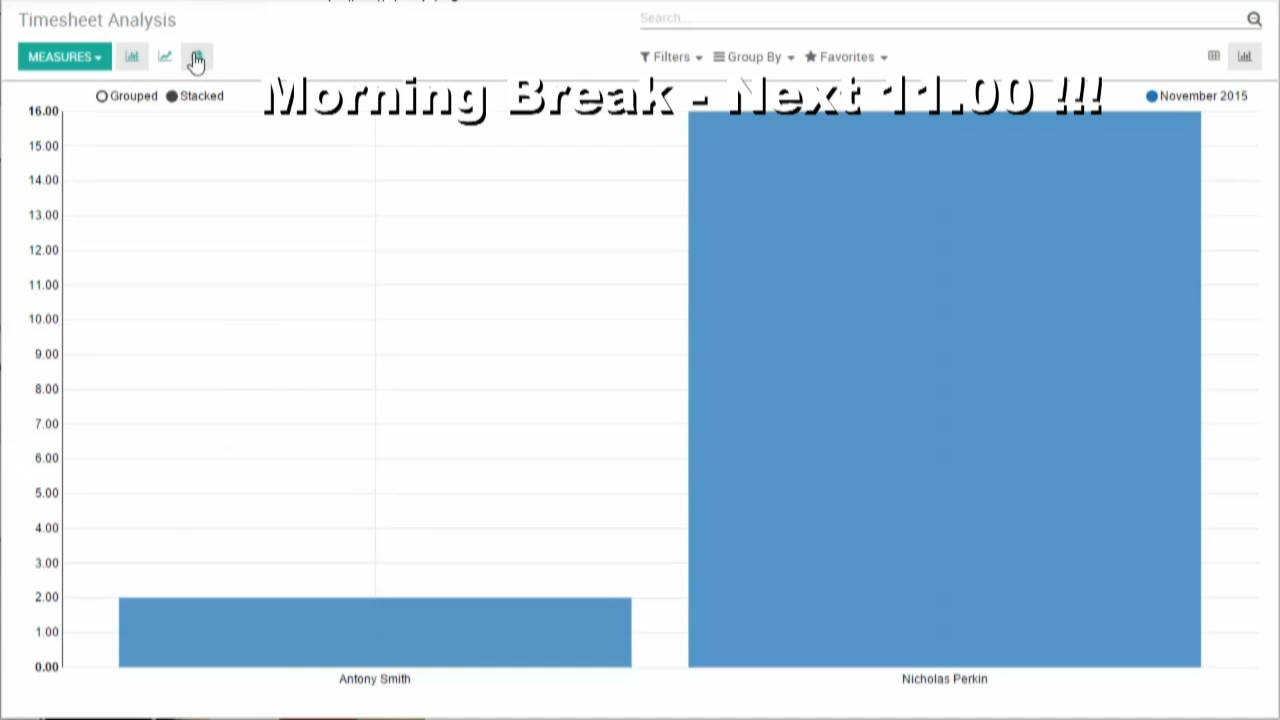 Timesheet Analysis
Search...
MEASURES
Filters
Group By
Favorites
Morning Break - Next 11.00 !!!
Grouped
Stacked
November 2015
16.00
15.00
14.00
13.00
12.00
11.00
10.00
9.00
8.00
7.00
6.00
5.00
4.00
3.00
2.00
1.00
0.00
Antony Smith
Nicholas Perkin